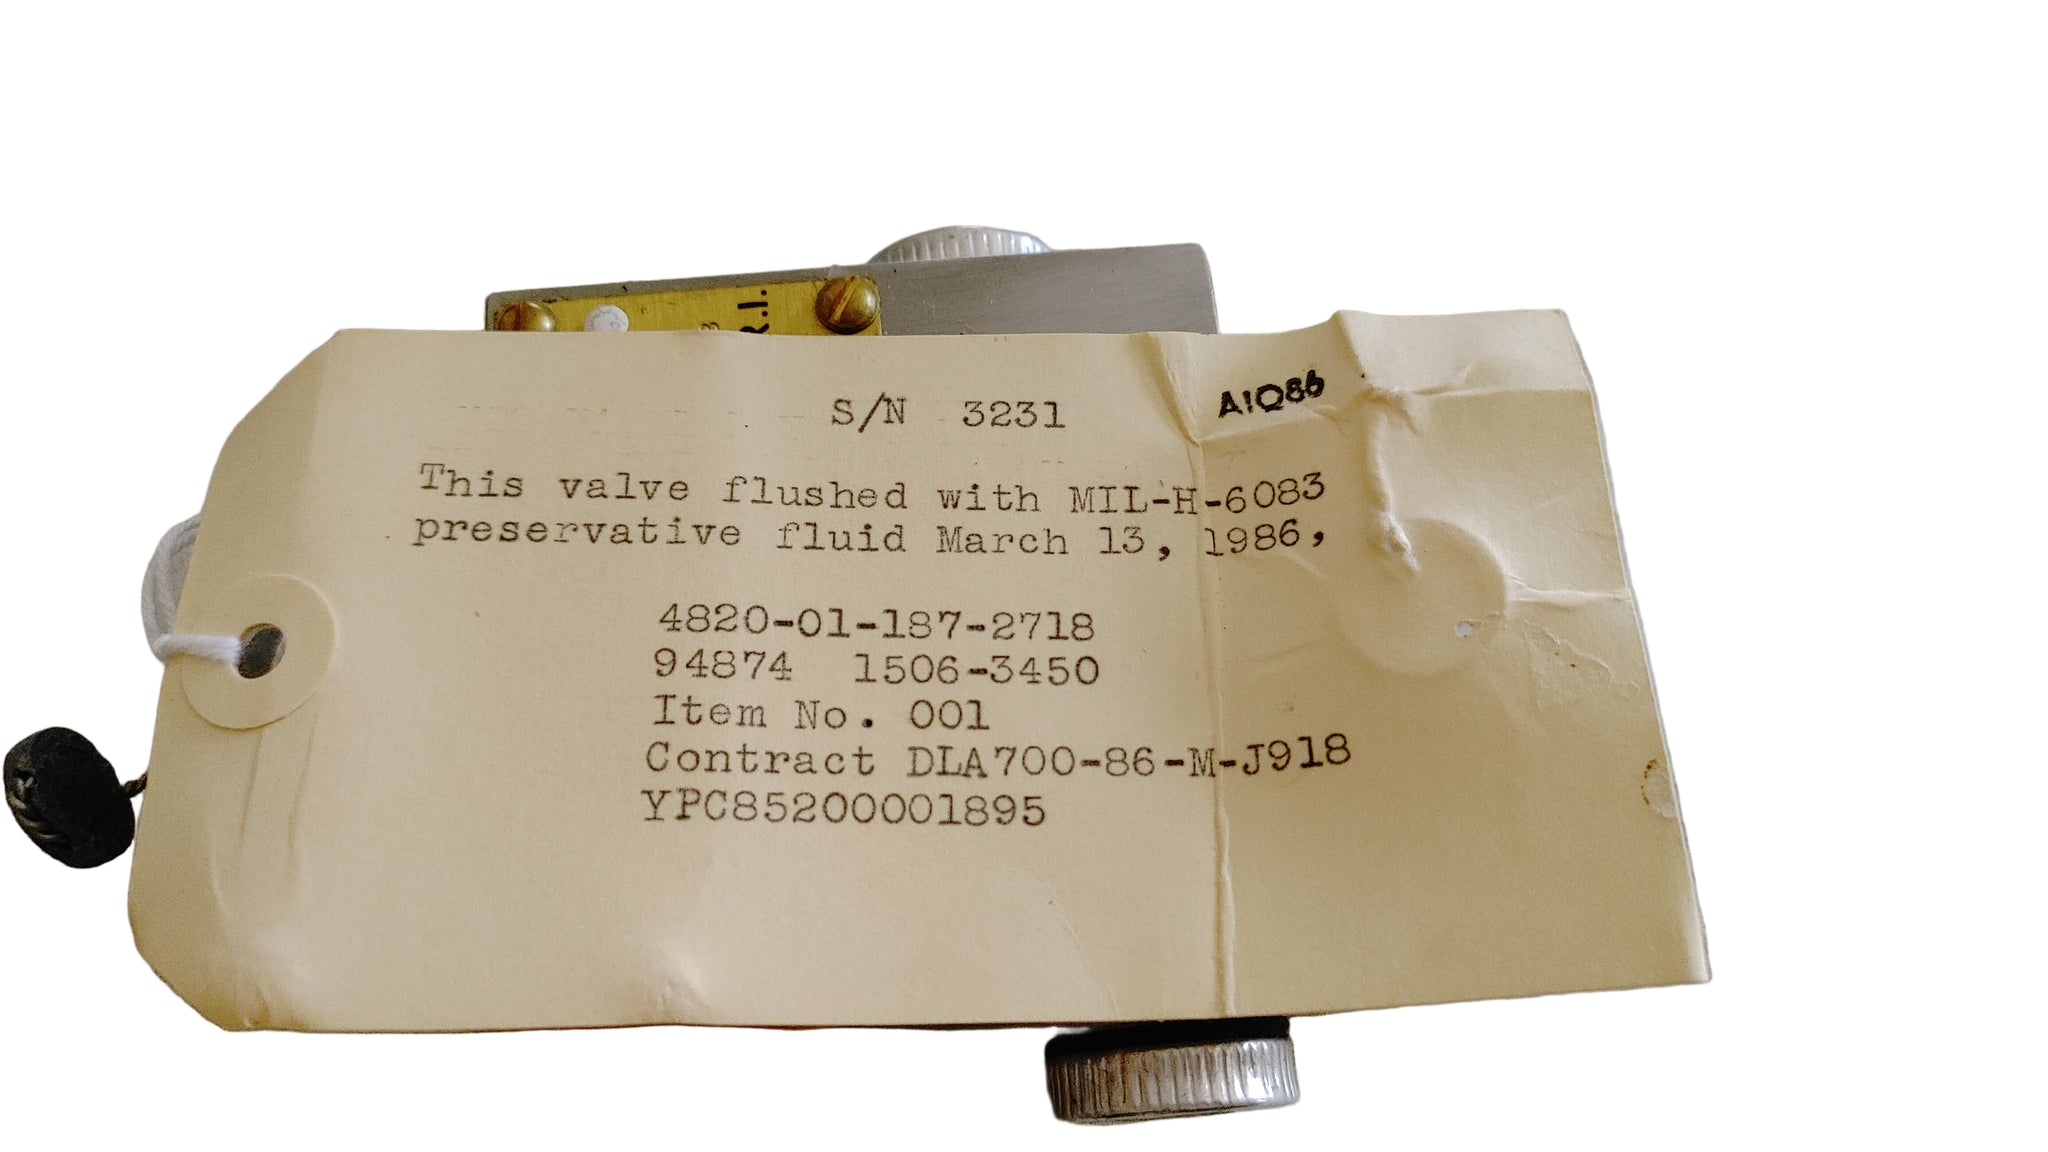 R.I.
S/N 3231
A1Q86
This valve flushed with MIL-H-6083
preservative fluid March 13, 1986,
4820-01-187-2718
94874 1506-3450
Item No. 001
Contract DLA700-86-M-J918
YPC85200001895